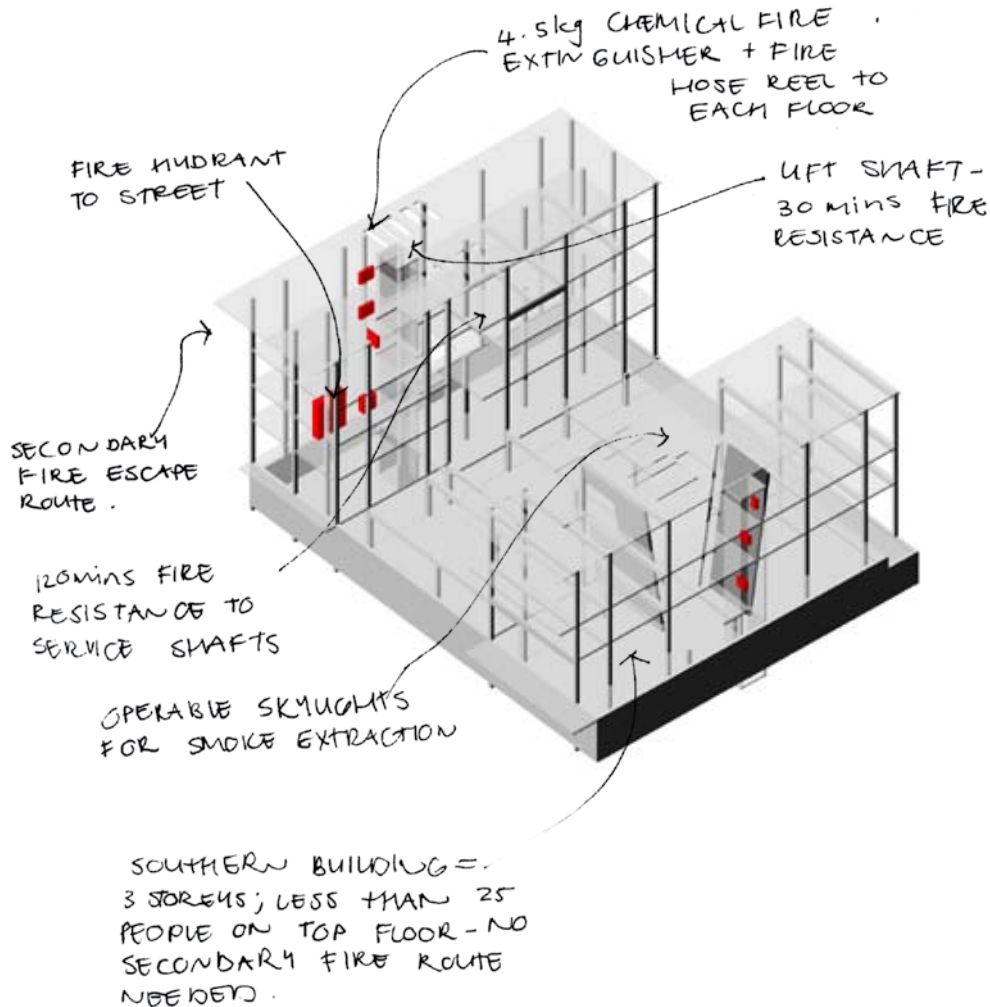 4.5kg CHEMICAL FIRE
EXTINGUISHER + FIRE
HOSE REEL TO
EACH FLOOR
FIRE HYDRANT
TO STREET
LIFT SHAFT -
30 mins FIRE
RESISTANCE
SECONDARY
FIRE ESCAPE
ROUTE.
120mins FIRE
RESISTANCE TO
SERVICE SHAFTS
OPERABLE SKYLIGHTS
FOR SMOKE EXTRACTION
SOUTHERN BUILDING =
3 STOREYS; LESS THAN 25
PEOPLE ON TOP FLOOR - NO
SECONDARY FIRE ROUTE
NEEDED.